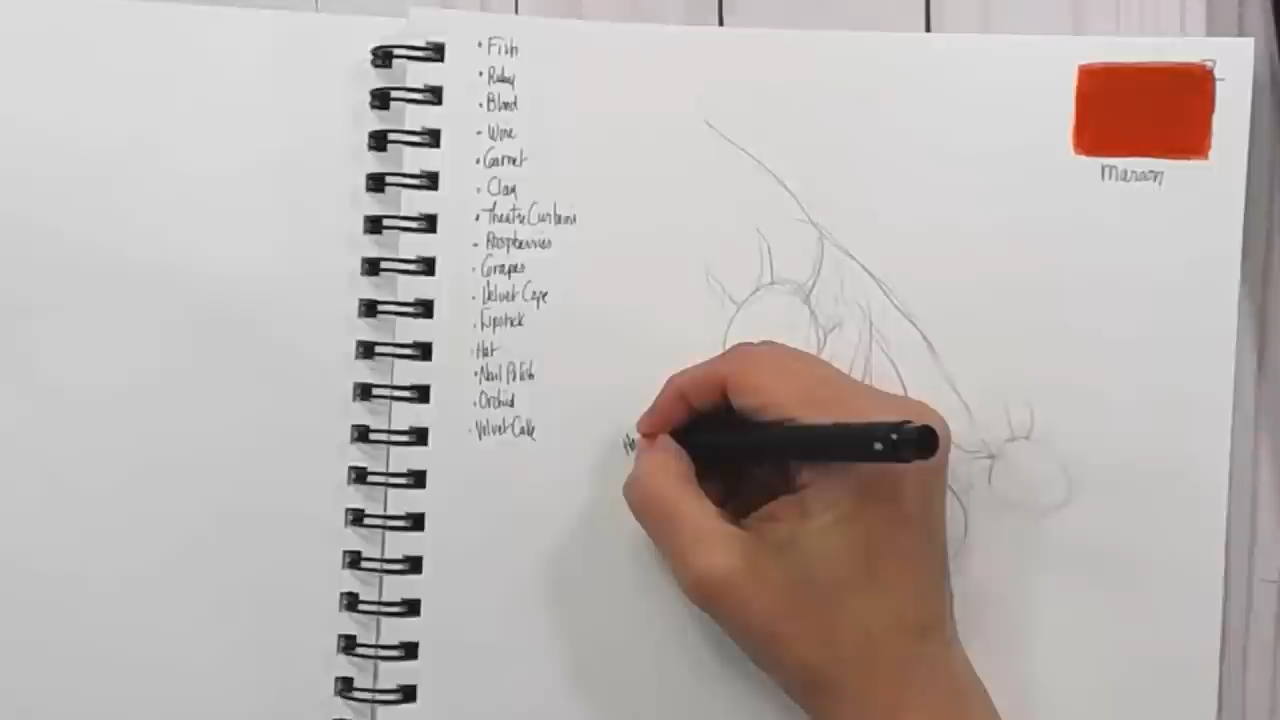 • Fish
• Ruby
• Blood
- Wine
• Garnet
• Clay
• Theatre Curtains
- Raspberries
• Grapes
• Velvet Cape
• Lipstick
• Hat
• Nail Polish
• Orchid
• Velvet Cake
Maroon